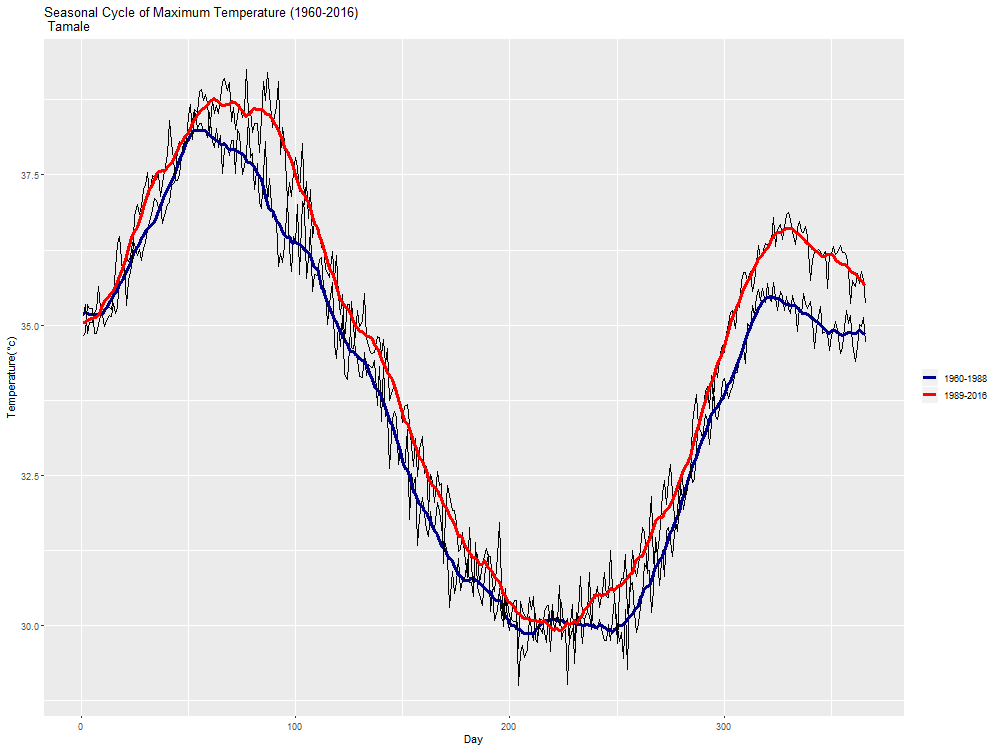 Seasonal Cycle of Maximum Temperature (1960-2016)
Tamale
Temperature(°c)
37.5
35.0
32.5
30.0
0
100
200
300
Day
1960-1988
1989-2016